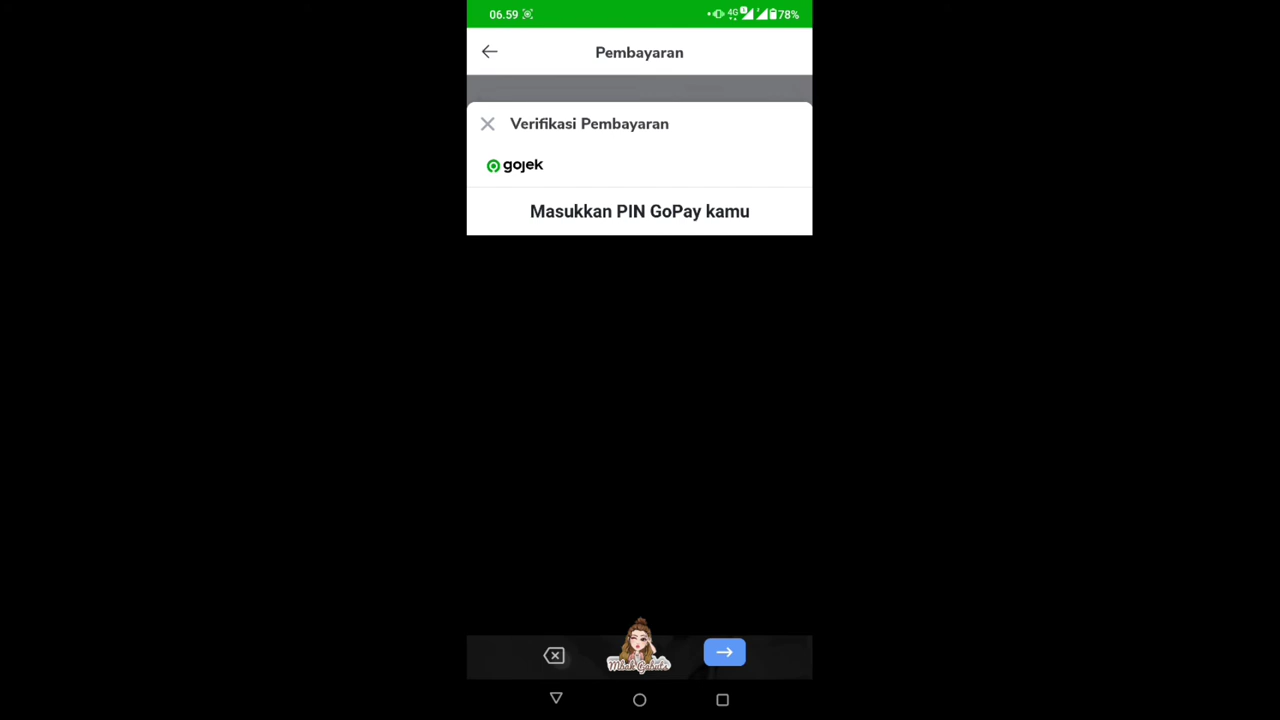 06.59
4G
78%
Pembayaran
Verifikasi Pembayaran
gojek
Masukkan PIN GoPay kamu